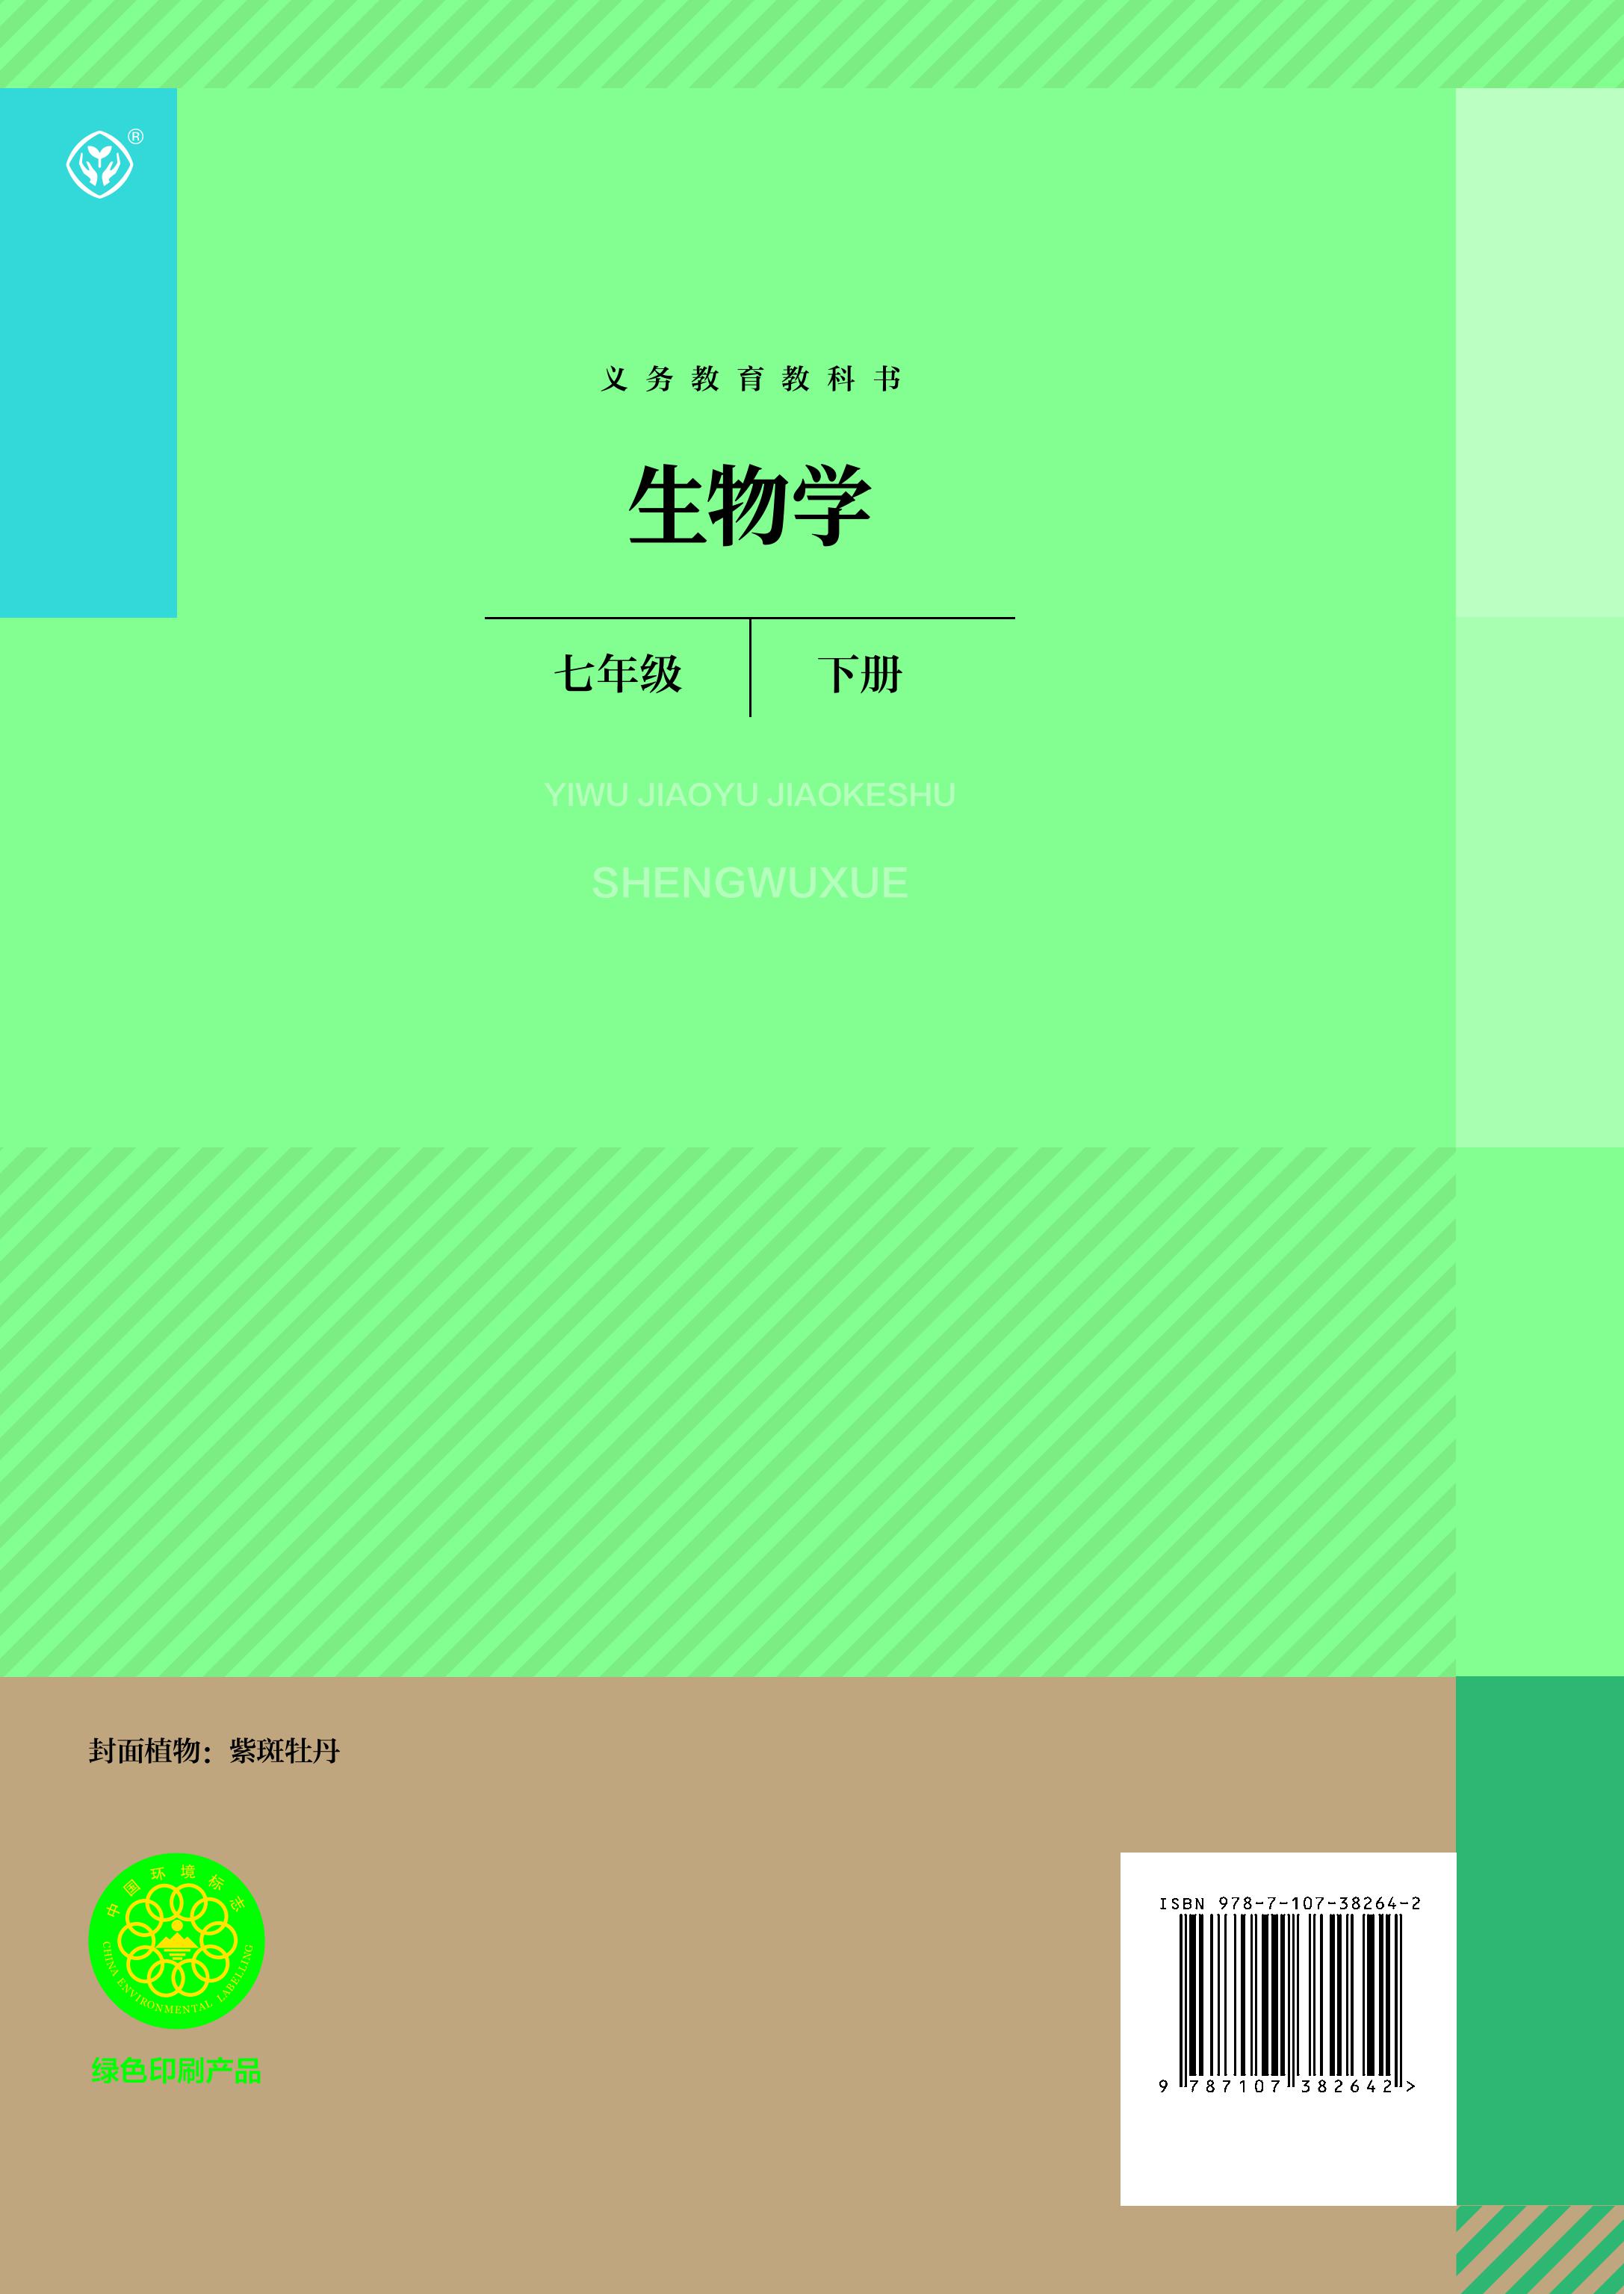 ®
义务教育教科书
生物学
七年级 下册
YIWU JIAOYU JIAOKESHU
SHENGWUXUE
封面植物：紫斑牡丹
中国环境标志
CHINA ENVIRONMENTAL LABELLING
绿色印刷产品
ISBN 978-7-107-38264-2
9 787107 382642 >